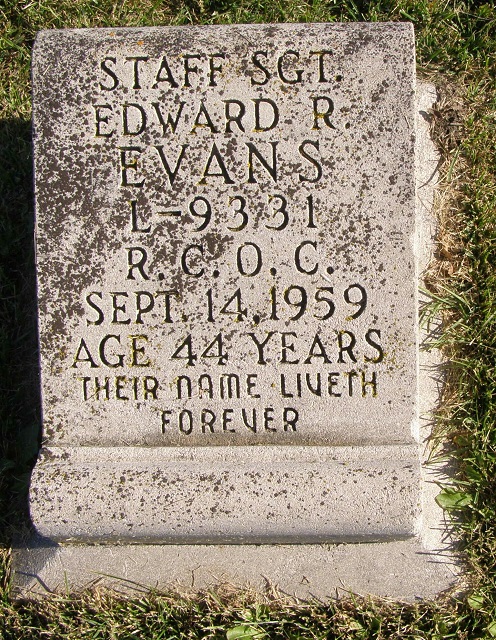 STAFF SGT.
EDWARD R.
EVANS
L-9331
R.C.O.C.
SEPT. 14, 1959
AGE 44 YEARS
THEIR NAME LIVETH
FOREVER